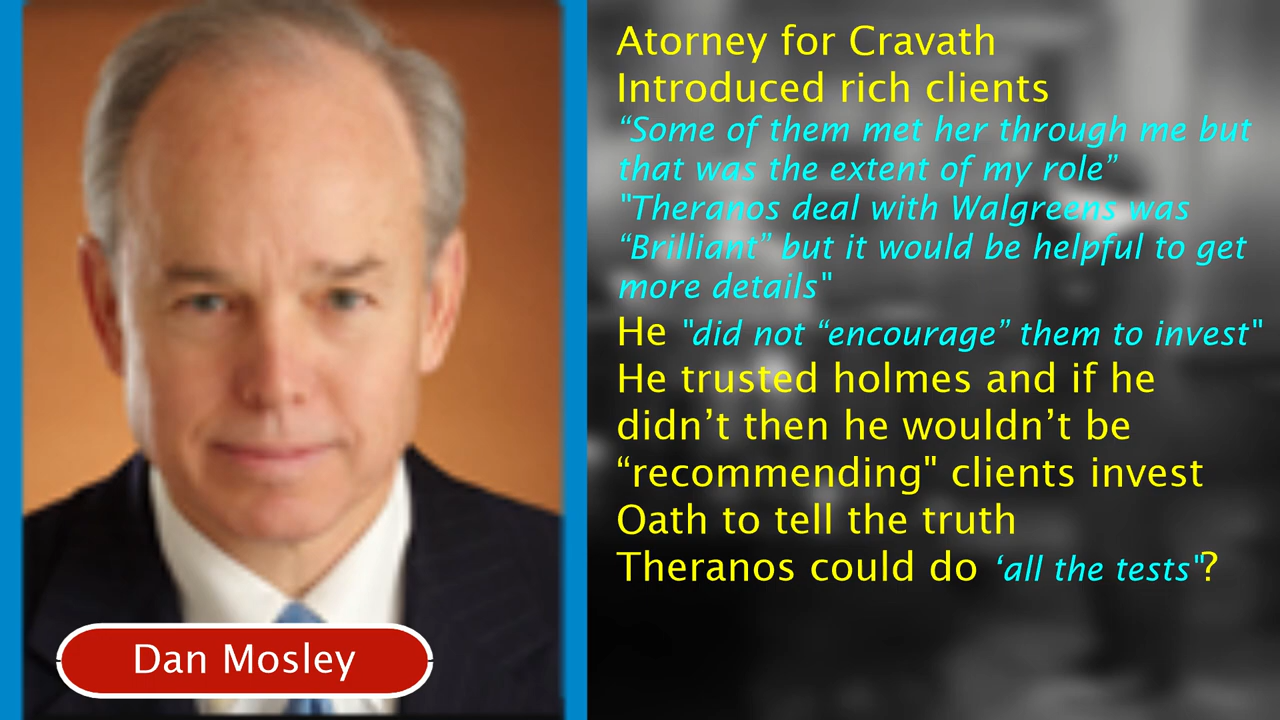 Atorney for Cravath
Introduced rich clients
“Some of them met her through me but
that was the extent of my role”
"Theranos deal with Walgreens was
“Brilliant” but it would be helpful to get
more details"
He "did not “encourage” them to invest"
He trusted holmes and if he
didn’t then he wouldn’t be
“recommending" clients invest
Oath to tell the truth
Theranos could do ‘all the tests"?
Dan Mosley